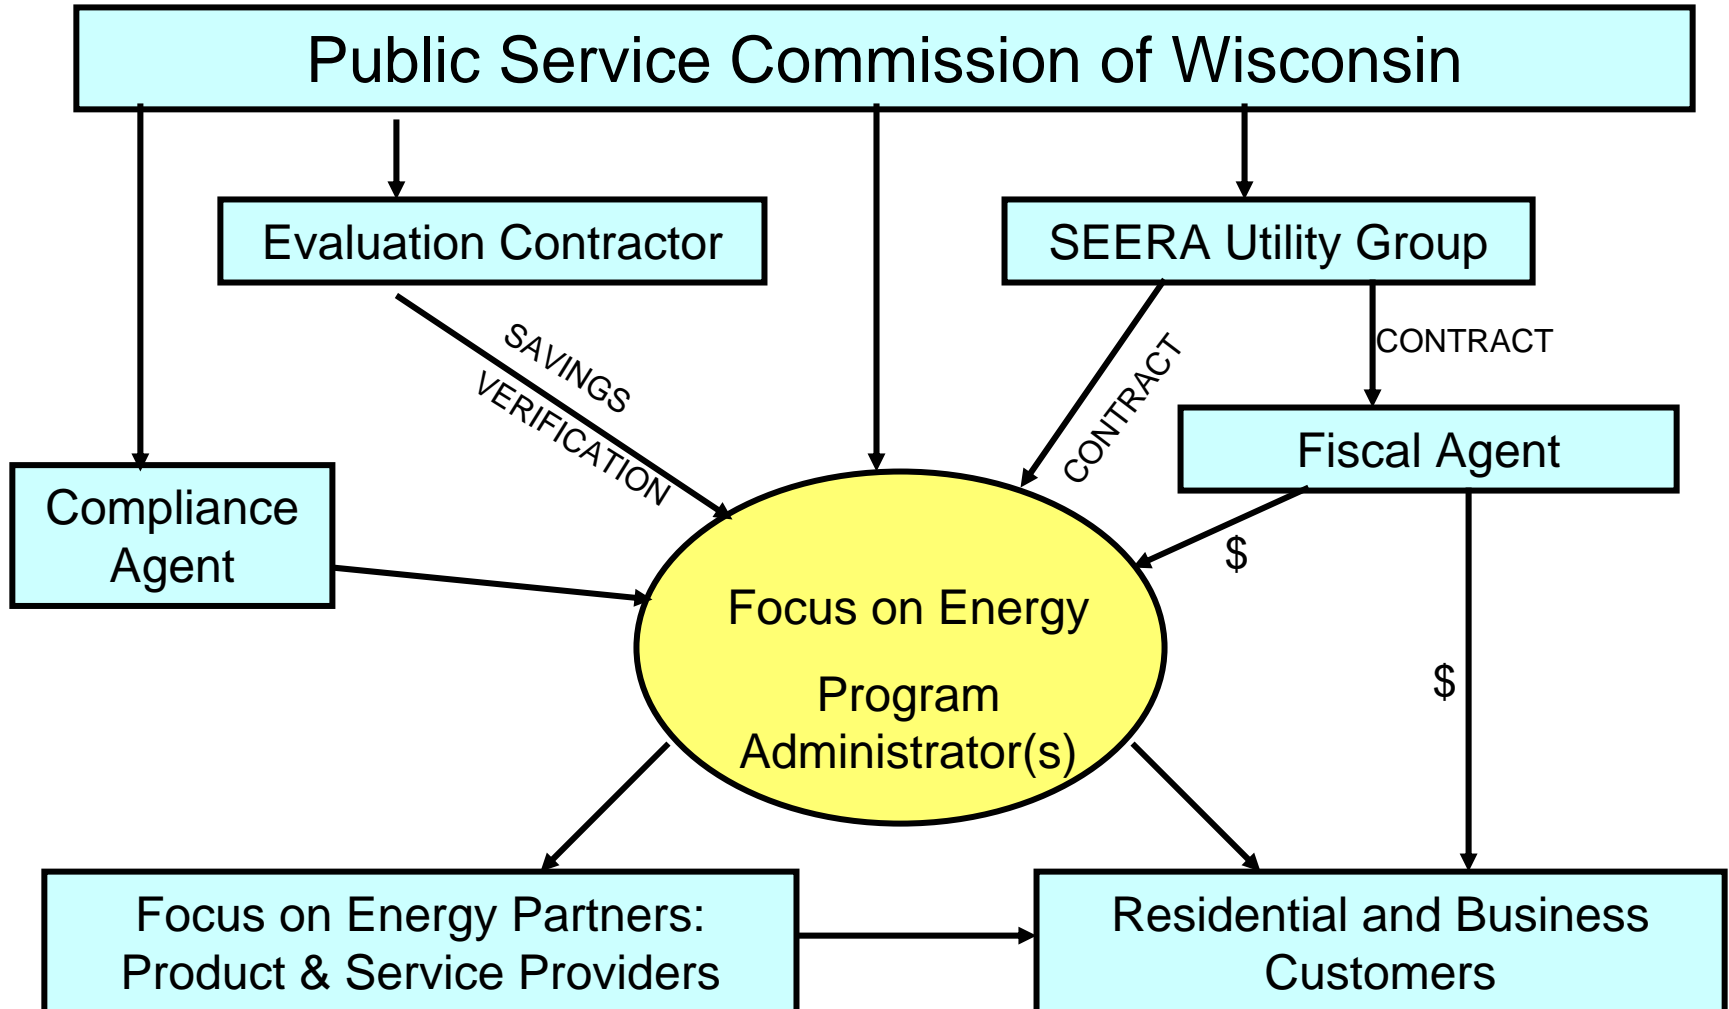 Public Service Commission of Wisconsin
Evaluation Contractor
SEERA Utility Group
SAVINGS
VERIFICATION
CONTRACT
CONTRACT
Fiscal Agent
Compliance
Agent
$
Focus on Energy
Program
Administrator(s)
$
Focus on Energy Partners:
Product & Service Providers
Residential and Business
Customers